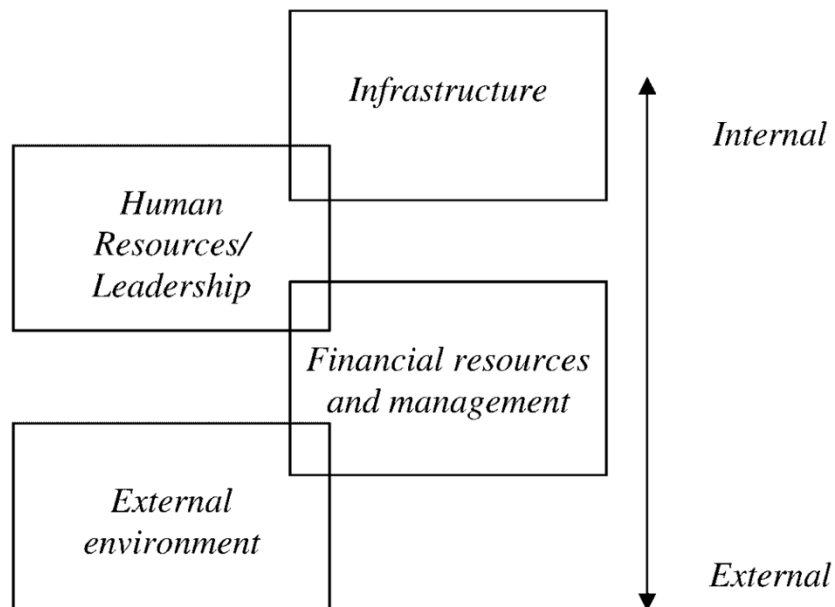 Infrastructure
Internal
Human
Resources/
Leadership
Financial resources
and management
External
environment
External